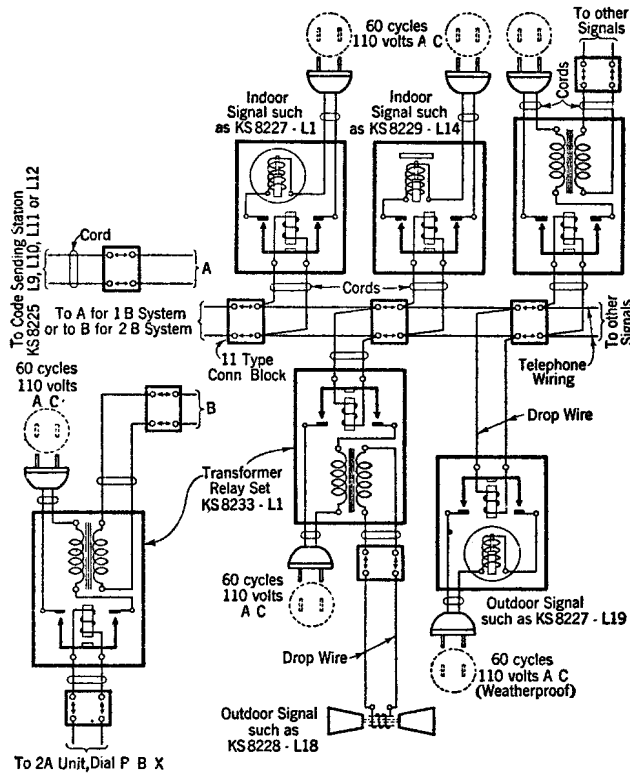 60 cycles
110 volts A C
To other
Signals
Cords
Indoor
Signal such
as KS 8227 - L1
Indoor
Signal such
as KS 8229 - L14
To Code Sending Station
KS 8225 L9, L10, L11 or L12
Cord
A
Cords
To A for 1 B System
or to B for 2 B System
To other
Signals
11 Type
Conn Block
Telephone
Wiring
60 cycles
110 volts
A C
B
Drop Wire
Transformer
Relay Set
KS 8233 - L1
60 cycles
110 volts
A C
Outdoor Signal
such as KS 8227 - L19
Drop Wire
60 cycles
110 volts A C
(Weatherproof)
Outdoor Signal
such as
KS 8228 - L18
To 2A Unit, Dial P B X